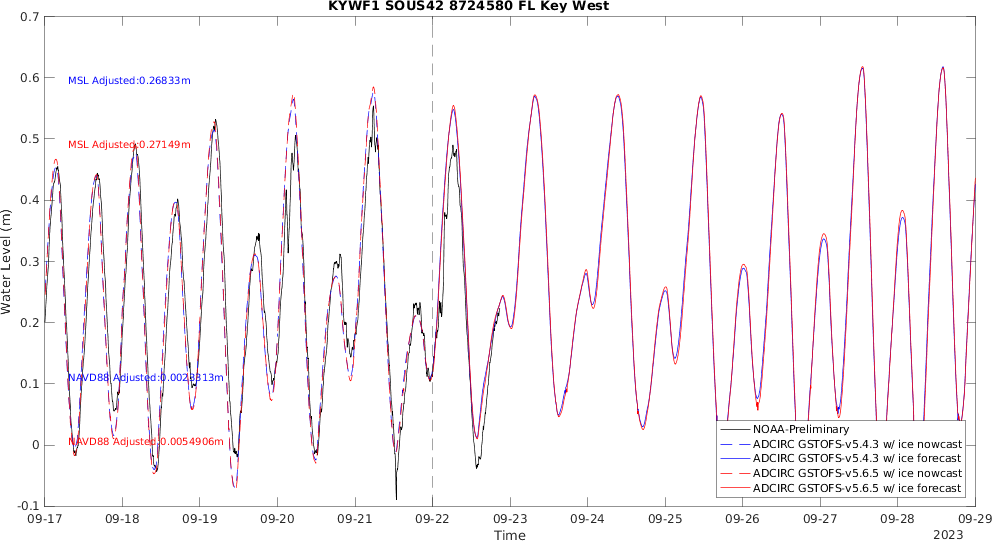 KYWF1 SOUS42 8724580 FL Key West
0.7
0.6
0.5
0.4
0.3
0.2
0.1
0
-0.1
Water Level (m)
MSL Adjusted:0.26833m
MSL Adjusted:0.27149m
NAVD88 Adjusted:0.0023313m
NAVD88 Adjusted:0.0054906m
NOAA-Preliminary
ADCIRC GSTOFS-v5.4.3 w/ ice nowcast
ADCIRC GSTOFS-v5.4.3 w/ ice forecast
ADCIRC GSTOFS-v5.6.5 w/ ice nowcast
ADCIRC GSTOFS-v5.6.5 w/ ice forecast
09-17 09-18 09-19 09-20 09-21 09-22 09-23 09-24 09-25 09-26 09-27 09-28 09-29
Time
2023